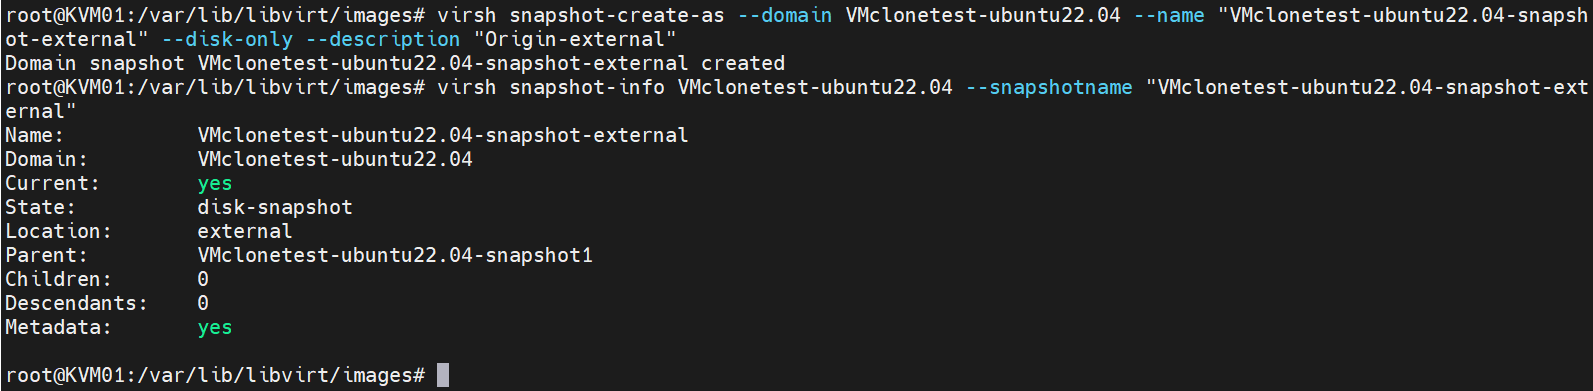 root@KVM01:/var/lib/libvirt/images# virsh snapshot-create-as --domain VMclonetest-ubuntu22.04 --name "VMclonetest-ubuntu22.04-snapsh
ot-external" --disk-only --description "Origin-external"
Domain snapshot VMclonetest-ubuntu22.04-snapshot-external created
root@KVM01:/var/lib/libvirt/images# virsh snapshot-info VMclonetest-ubuntu22.04 --snapshotname "VMclonetest-ubuntu22.04-snapshot-ext
ernal"
Name:           VMclonetest-ubuntu22.04-snapshot-external
Domain:         VMclonetest-ubuntu22.04
Current:        yes
State:          disk-snapshot
Location:       external
Parent:         VMclonetest-ubuntu22.04-snapshot1
Children:       0
Descendants:    0
Metadata:       yes
root@KVM01:/var/lib/libvirt/images#